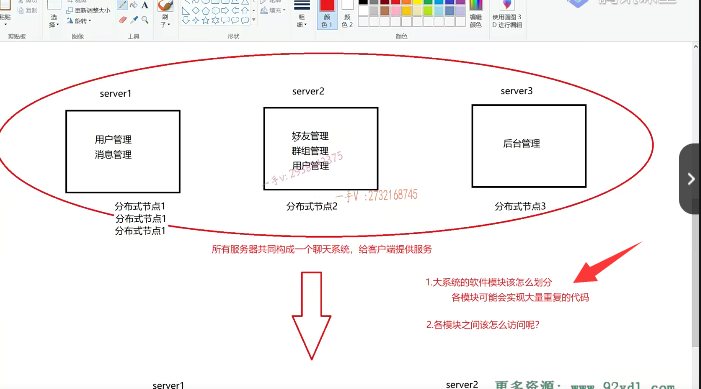 粘贴
剪切
复制
选择
重新调整大小
旋转
刷子
轮廓
填充
粗细
颜色 1
颜色 2
编辑颜色
使用画图 3D 进行编辑
剪贴板
图像
工具
形状
颜色
server1
server2
server3
用户管理
消息管理
好友管理
群组管理
用户管理
后台管理
一手V :2732168745
分布式节点1
分布式节点1
分布式节点1
分布式节点2
分布式节点3
所有服务器共同构成一个聊天系统，给客户端提供服务
1.大系统的软件模块该怎么划分
各模块可能会实现大量重复的代码
2.各模块之间该怎么访问呢？
server1
server2
更多资源：www.92xdl.com